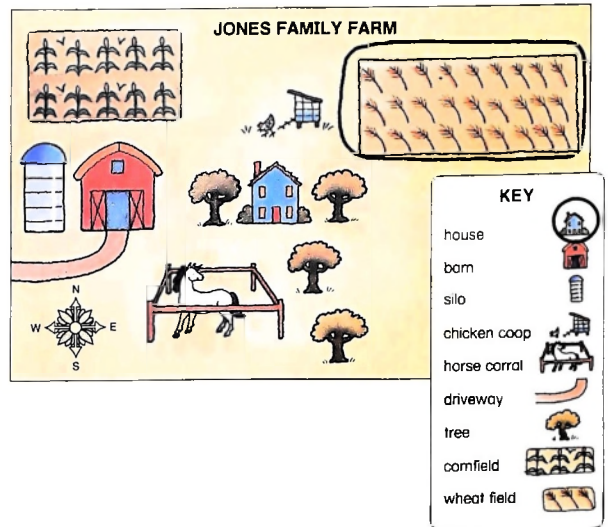 JONES FAMILY FARM
KEY
house
barn
silo
chicken coop
horse corral
driveway
tree
cornfield
wheat field
N
W E
S